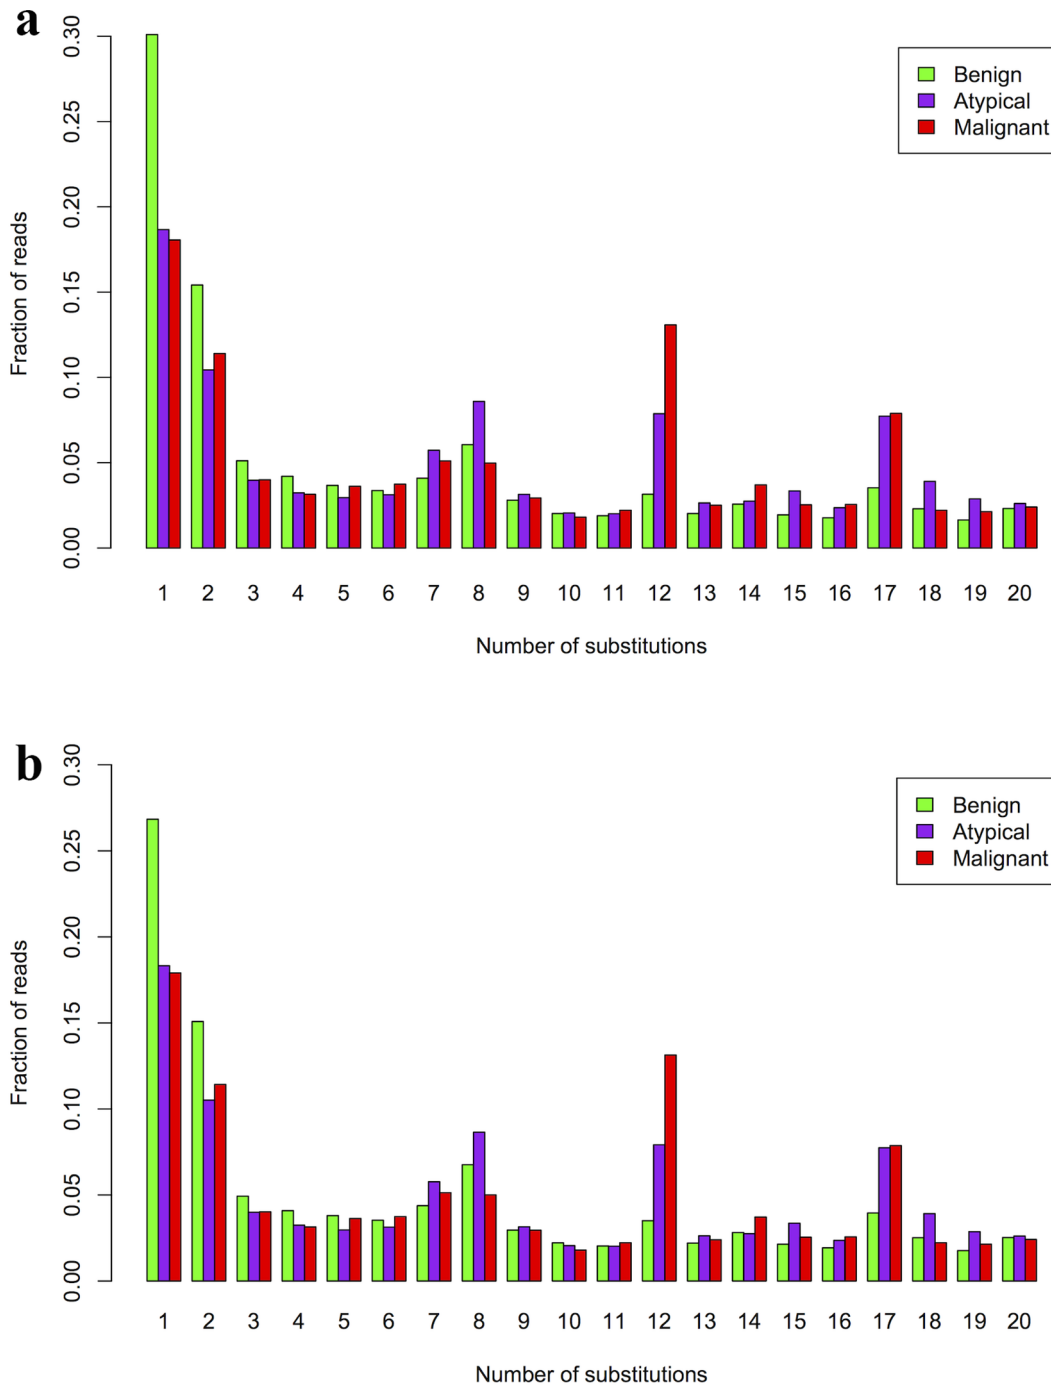 a
0.30
0.25
0.20
0.15
0.10
0.05
0.00
Fraction of reads
Benign
Atypical
Malignant
1 2 3 4 5 6 7 8 9 10 11 12 13 14 15 16 17 18 19 20
Number of substitutions
b
0.30
0.25
0.20
0.15
0.10
0.05
0.00
Fraction of reads
Benign
Atypical
Malignant
1 2 3 4 5 6 7 8 9 10 11 12 13 14 15 16 17 18 19 20
Number of substitutions